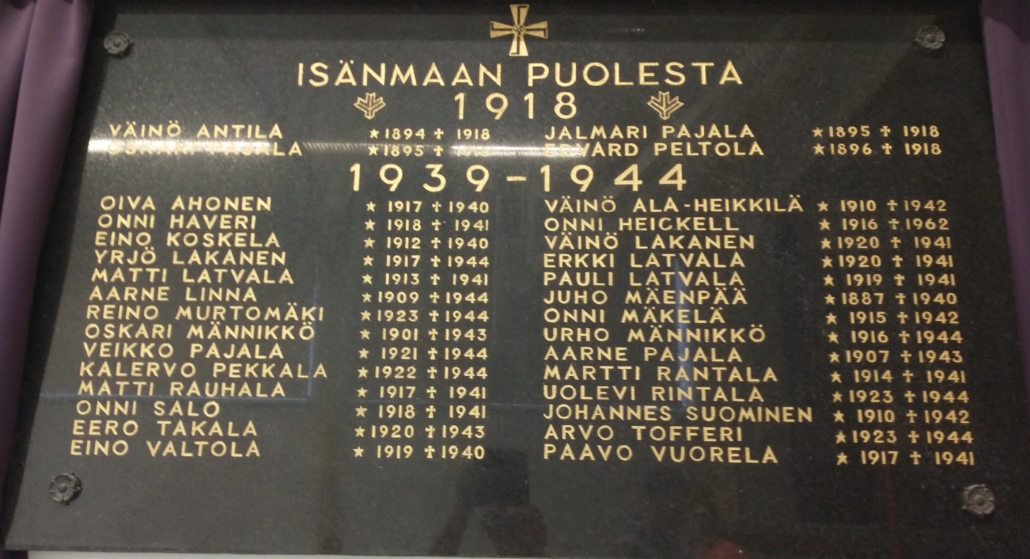 ISÄNMAAN PUOLESTA
1918
VÄINÖ ANTILA * 1894 ✝ 1918 JALMARI PAJALA * 1895 ✝ 1918
PAJALA * 1895 ✝ 1918 EDVARD PELTOLA * 1896 ✝ 1918
1939-1944
OIVA AHONEN * 1917 ✝ 1940 VÄINÖ ALA-HEIKKILÄ * 1910 ✝ 1942
ONNI HAVERI * 1918 ✝ 1941 ONNI HEICKELL * 1916 ✝ 1962
EINO KOSKELA * 1912 ✝ 1940 VÄINÖ LAKANEN * 1920 ✝ 1941
YRJÖ LAKANEN * 1917 ✝ 1944 ERKKI LATVALA * 1920 ✝ 1941
MATTI LATVALA * 1913 ✝ 1941 PAULI LATVALA * 1919 ✝ 1941
AARNE LINNA * 1909 ✝ 1944 JUHO MÄENPÄÄ * 1887 ✝ 1940
REINO MURTOMÄKI * 1923 ✝ 1944 ONNI MÄKELÄ * 1915 ✝ 1942
OSKARI MÄNNIKKÖ * 1901 ✝ 1943 URHO MÄNNIKKÖ * 1916 ✝ 1944
VEIKKO PAJALA * 1921 ✝ 1944 AARNE PAJALA * 1907 ✝ 1943
KALERVO PEKKALA * 1922 ✝ 1944 MARTTI RANTALA * 1914 ✝ 1941
MATTI RAUHALA * 1917 ✝ 1941 UOLEVI RINTALA * 1923 ✝ 1944
ONNI SALO * 1918 ✝ 1941 JOHANNES SUOMINEN * 1910 ✝ 1942
EERO TAKALA * 1920 ✝ 1943 ARVO TOFFERI * 1923 ✝ 1944
EINO VALTOLA * 1919 ✝ 1940 PAAVO VUORELA * 1917 ✝ 1941